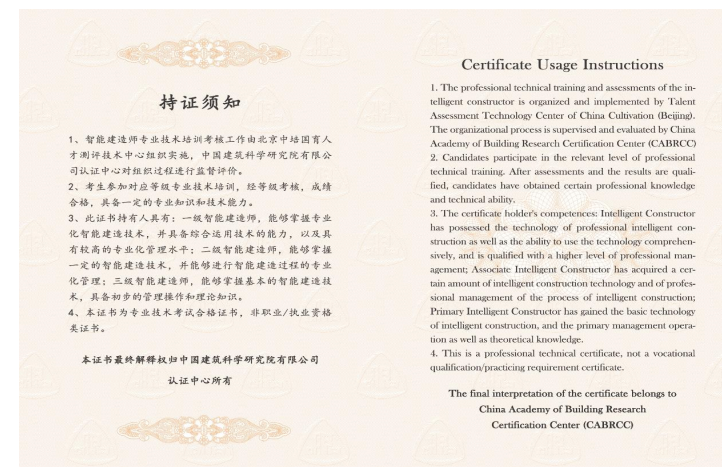 持证须知
1、智能建造师专业技术培训考核工作由北京中培国育人
才测评技术中心组织实施，中国建筑科学研究院有限公
司认证中心对组织过程进行监督评价。
2、考生参加对应等级专业技术培训，经等级考核，成绩
合格，具备一定的专业知识和技术能力。
3、此证书持有人具有：一级智能建造师，能够掌握专业
化智能建造技术，并具备综合运用技术的能力，以及具
有较高的专业化管理水平；二级智能建造师，能够掌握
一定的智能建造技术，并能够进行智能建造过程的专业
化管理；三级智能建造师，能够掌握基本的智能建造技
术，具备初步的管理操作和理论知识。
4、本证书为专业技术考试合格证书，非职业/执业资格
类证书。
本证书最终解释权归中国建筑科学研究院有限公司
认证中心所有
Certificate Usage Instructions
1. The professional technical training and assessments of the in-
telligent constructor is organized and implemented by Talent
Assessment Technology Center of China Cultivation (Beijing).
The organizational process is supervised and evaluated by China
Academy of Building Research Certification Center (CABRCC)
2. Candidates participate in the relevant level of professional
technical training. After assessments and the results are quali-
fied, candidates have obtained certain professional knowledge
and technical ability.
3. The certificate holder's competences: Intelligent Constructor
has possessed the technology of professional intelligent con-
struction as well as the ability to use the technology comprehen-
sively, and is qualified with a higher level of professional man-
agement; Associate Intelligent Constructor has acquired a cer-
tain amount of intelligent construction technology and of profes-
sional management of the process of intelligent construction;
Primary Intelligent Constructor has gained the basic technology
of intelligent construction, and the primary management opera-
tion as well as theoretical knowledge.
4. This is a professional technical certificate, not a vocational
qualification/practicing requirement certificate.
The final interpretation of the certificate belongs to
China Academy of Building Research
Certification Center (CABRCC)